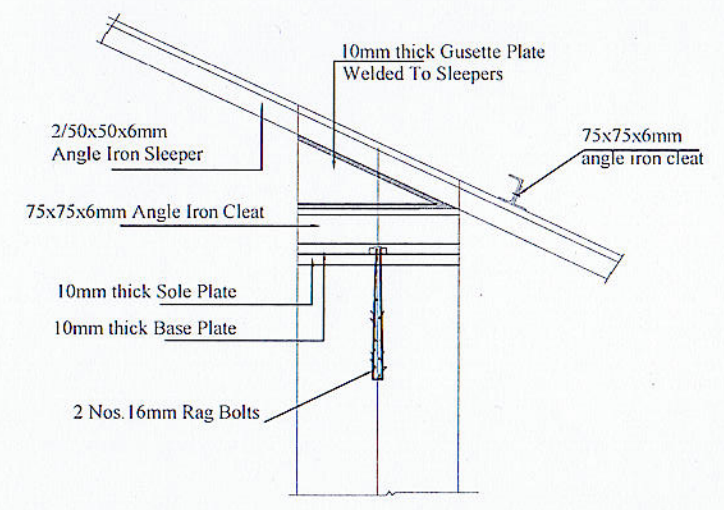 10mm thick Gusette Plate
Welded To Sleepers
2/50x50x6mm
Angle Iron Sleeper
75x75x6mm
angle iron cleat
75x75x6mm Angle Iron Cleat
10mm thick Sole Plate
10mm thick Base Plate
2 Nos.16mm Rag Bolts